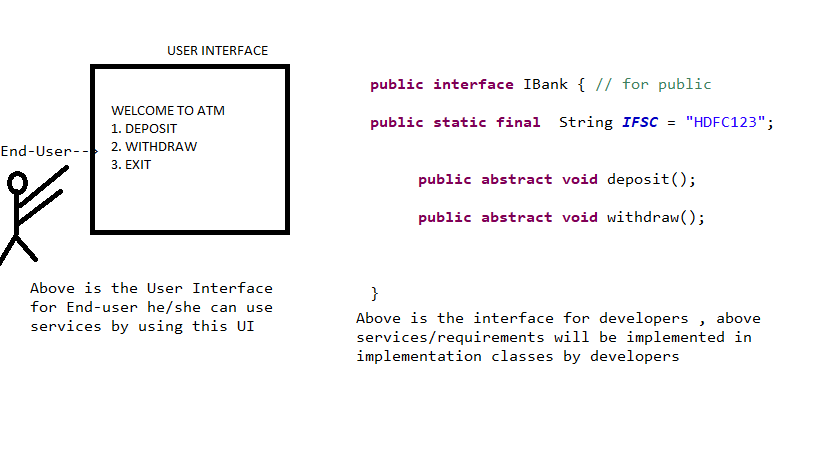 USER INTERFACE
WELCOME TO ATM
1. DEPOSIT
2. WITHDRAW
3. EXIT
End-User-->
Above is the User Interface
for End-user he/she can use
services by using this UI
public interface IBank { // for public
public static final  String IFSC = "HDFC123";
public abstract void deposit();
public abstract void withdraw();
}
Above is the interface for developers , above
services/requirements will be implemented in
implementation classes by developers